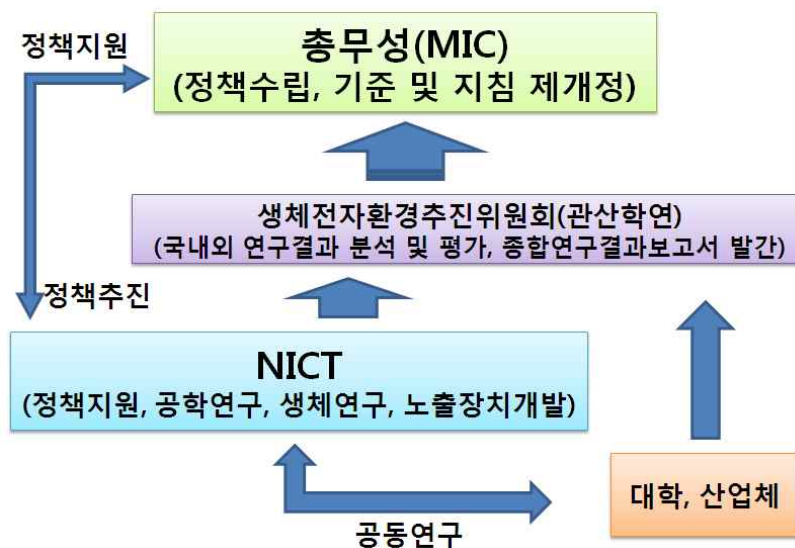 정책지원
총무성(MIC)
(정책수립, 기준 및 지침 제개정)
생체전자환경추진위원회(관산학연)
(국내외 연구결과 분석 및 평가, 종합연구결과보고서 발간)
정책추진
NICT
(정책지원, 공학연구, 생체연구, 노출장치개발)
대학, 산업체
공동연구